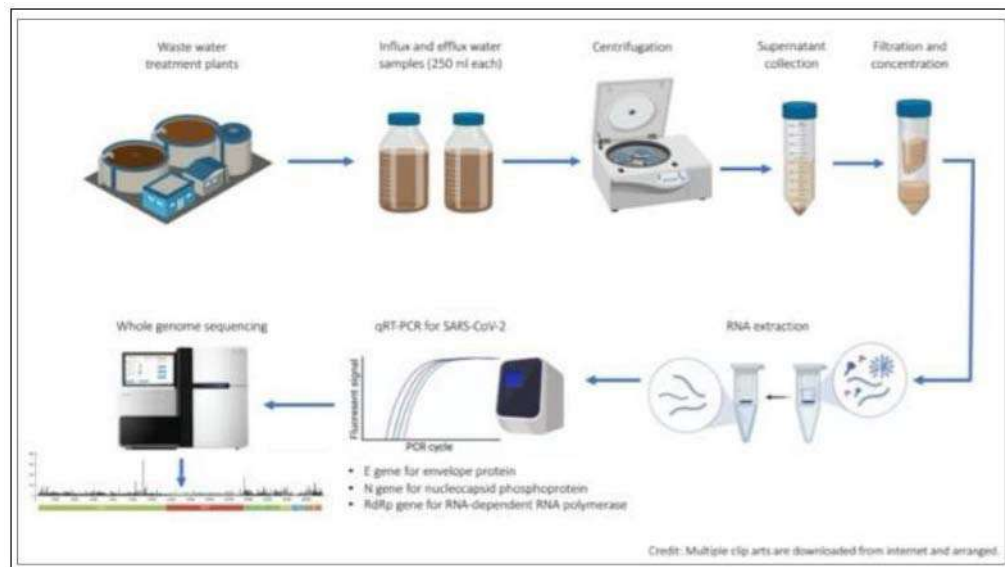 Waste water
treatment plants
Influx and efflux water
samples (250 ml each)
Centrifugation
Supernatant
collection
Filtration and
concentration
Whole genome sequencing
qRT-PCR for SARS-CoV-2
RNA extraction
Fluorescent signal
PCR cycle
• E gene for envelope protein
• N gene for nucleocapsid phosphoprotein
• RdRp gene for RNA-dependent RNA polymerase
Credit: Multiple clip arts are downloaded from internet and arranged.